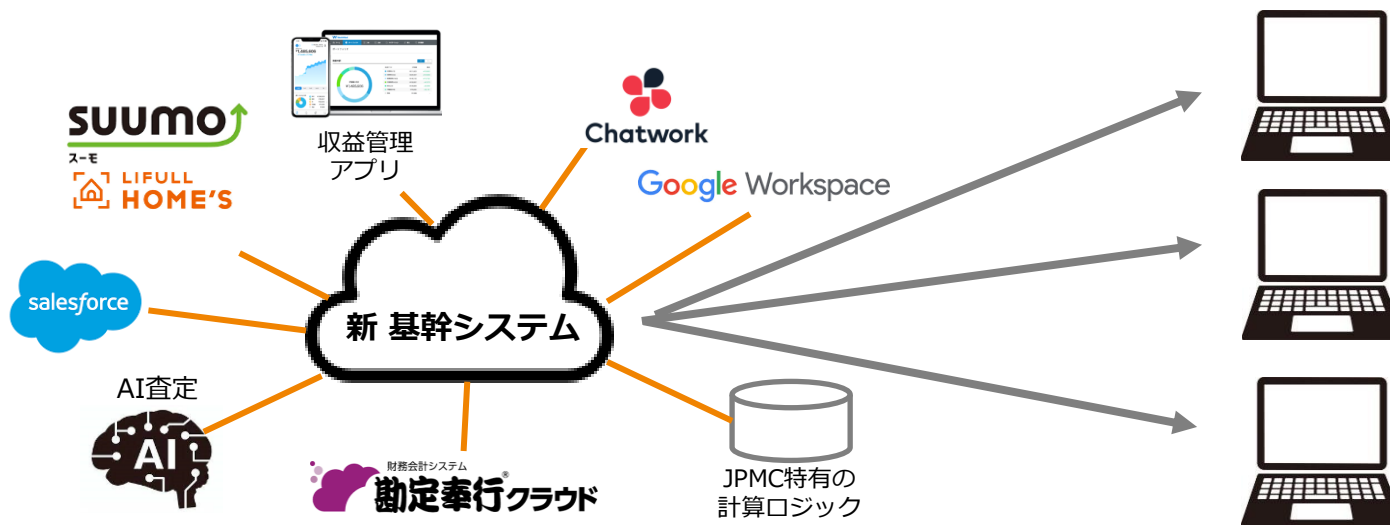 suumo
スーモ
LIFULL
HOME'S
収益管理
アプリ
Chatwork
Google Workspace
salesforce
新 基幹システム
AI査定
AI
財務会計システム
勘定奉行®クラウド
JPMC特有の
計算ロジック